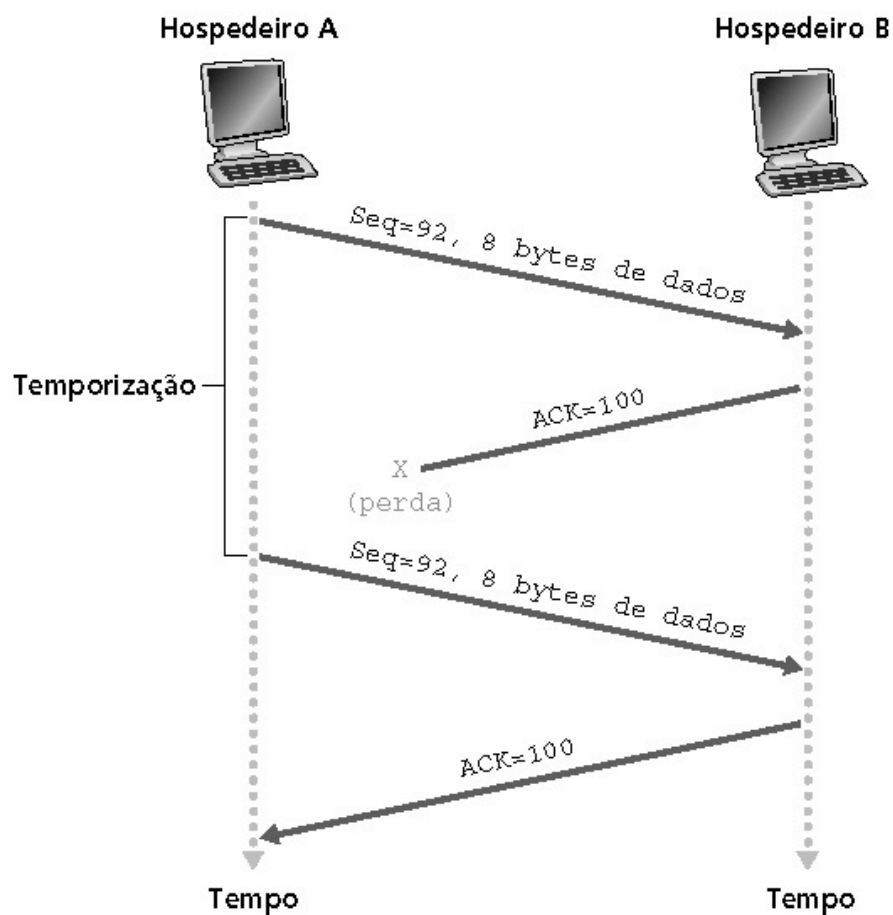 Hospedeiro A
Hospedeiro B
Seq=92, 8 bytes de dados
Temporização
ACK=100
X
(perda)
Seq=92, 8 bytes de dados
ACK=100
Tempo
Tempo